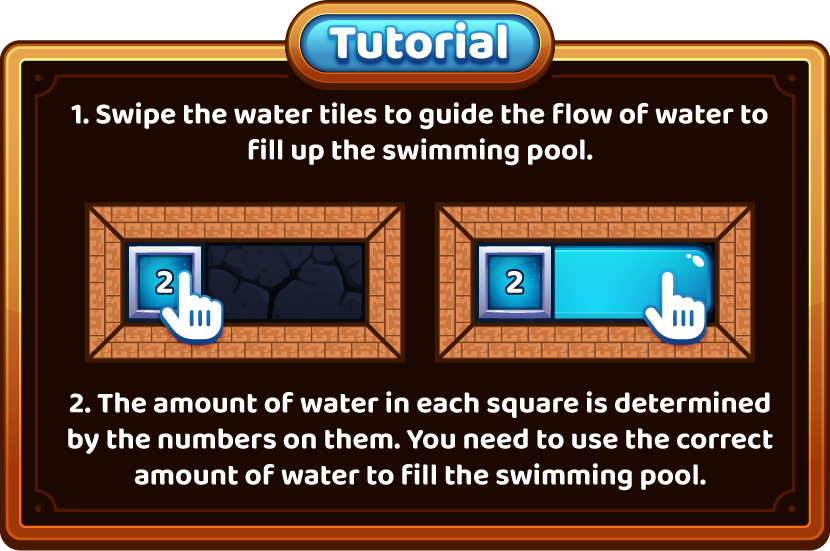 Tutorial
1. Swipe the water tiles to guide the flow of water to
fill up the swimming pool.
2 2
2. The amount of water in each square is determined
by the numbers on them. You need to use the correct
amount of water to fill the swimming pool.